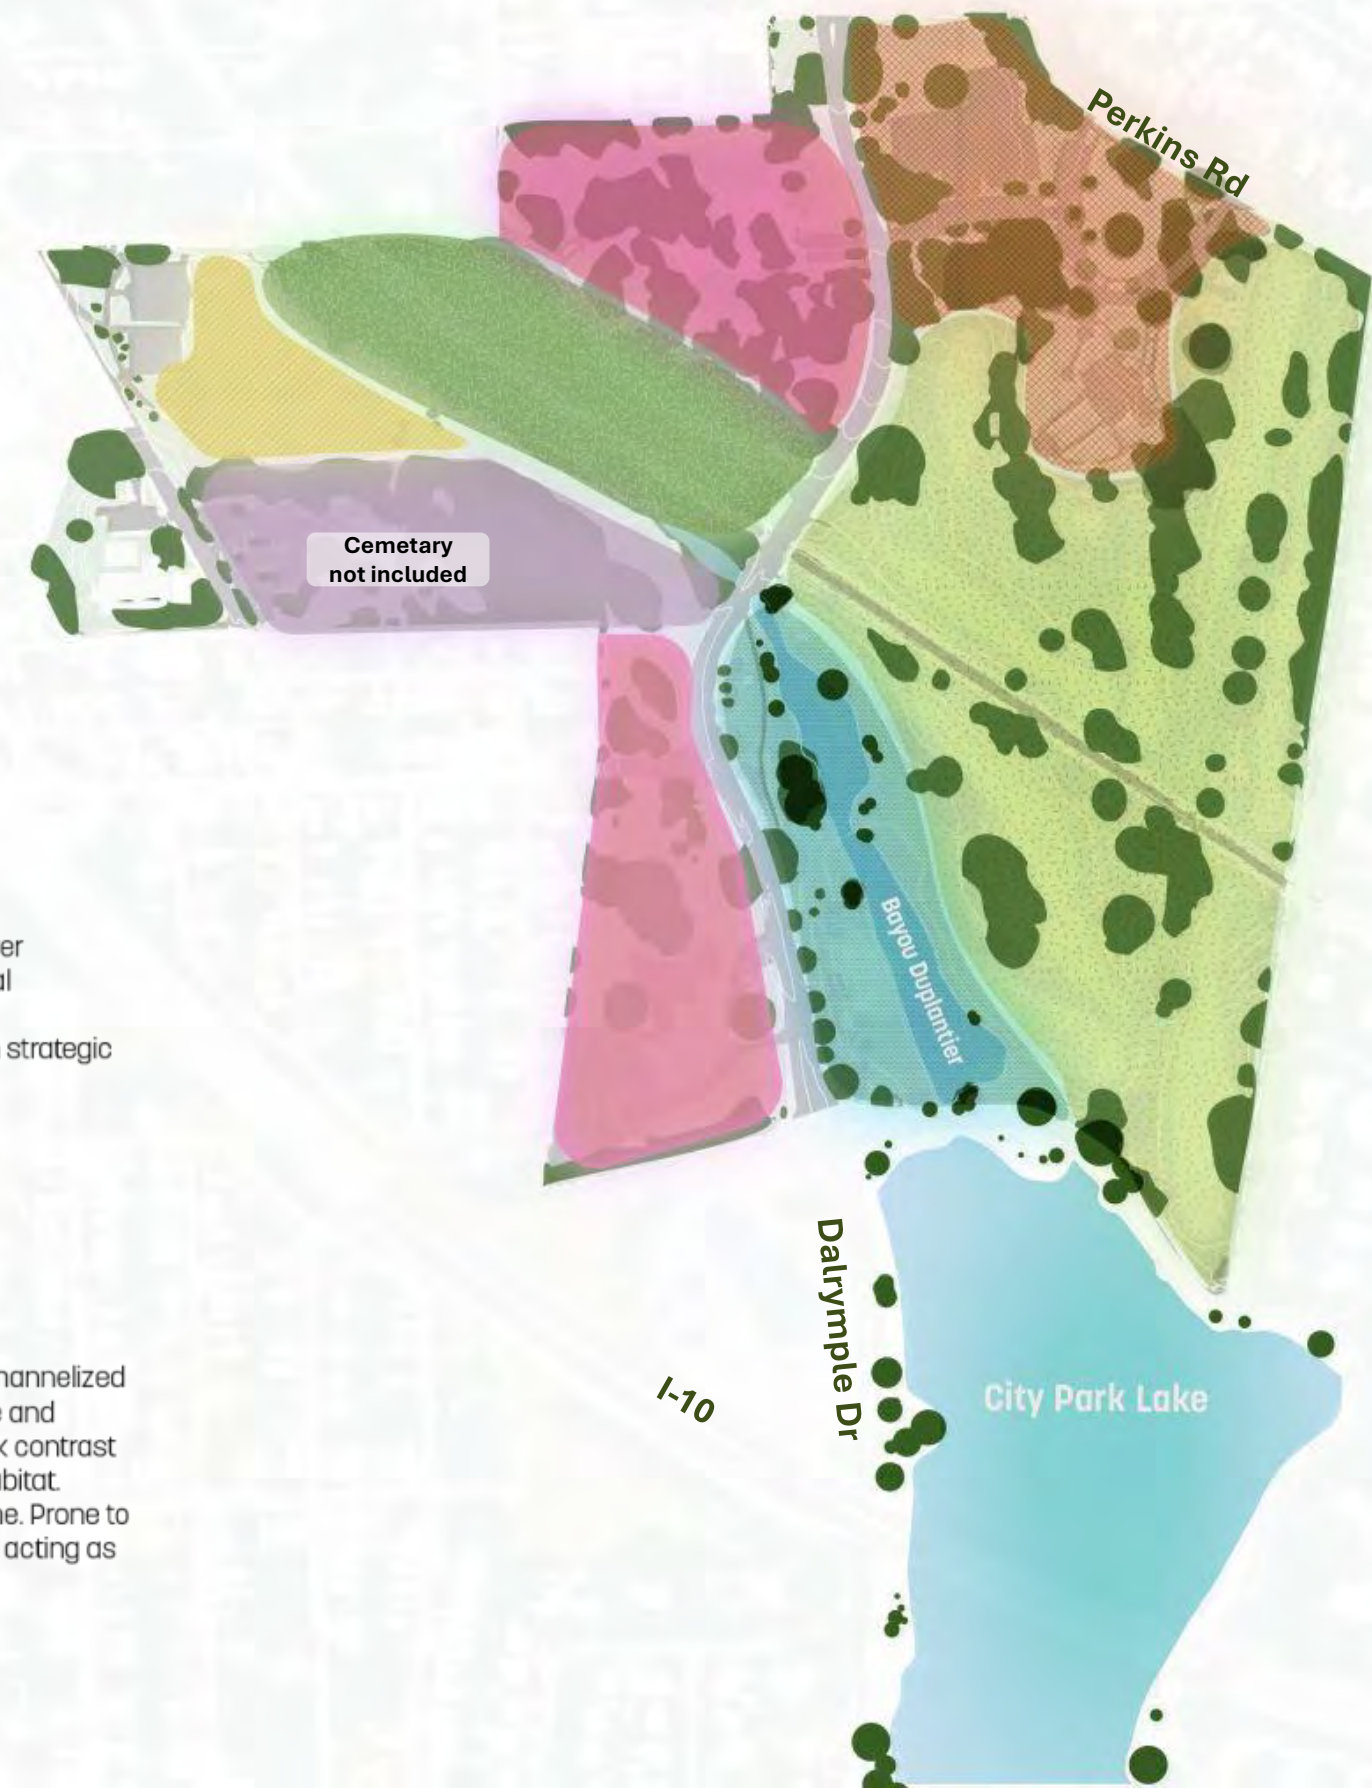 Perkins Rd
Cemetary
not included
er
al
strategic
Bayou Duplantier
Dalrymple Dr
I-10
City Park Lake
hannelized
e and
k contrast
bitat.
ne. Prone to
acting as